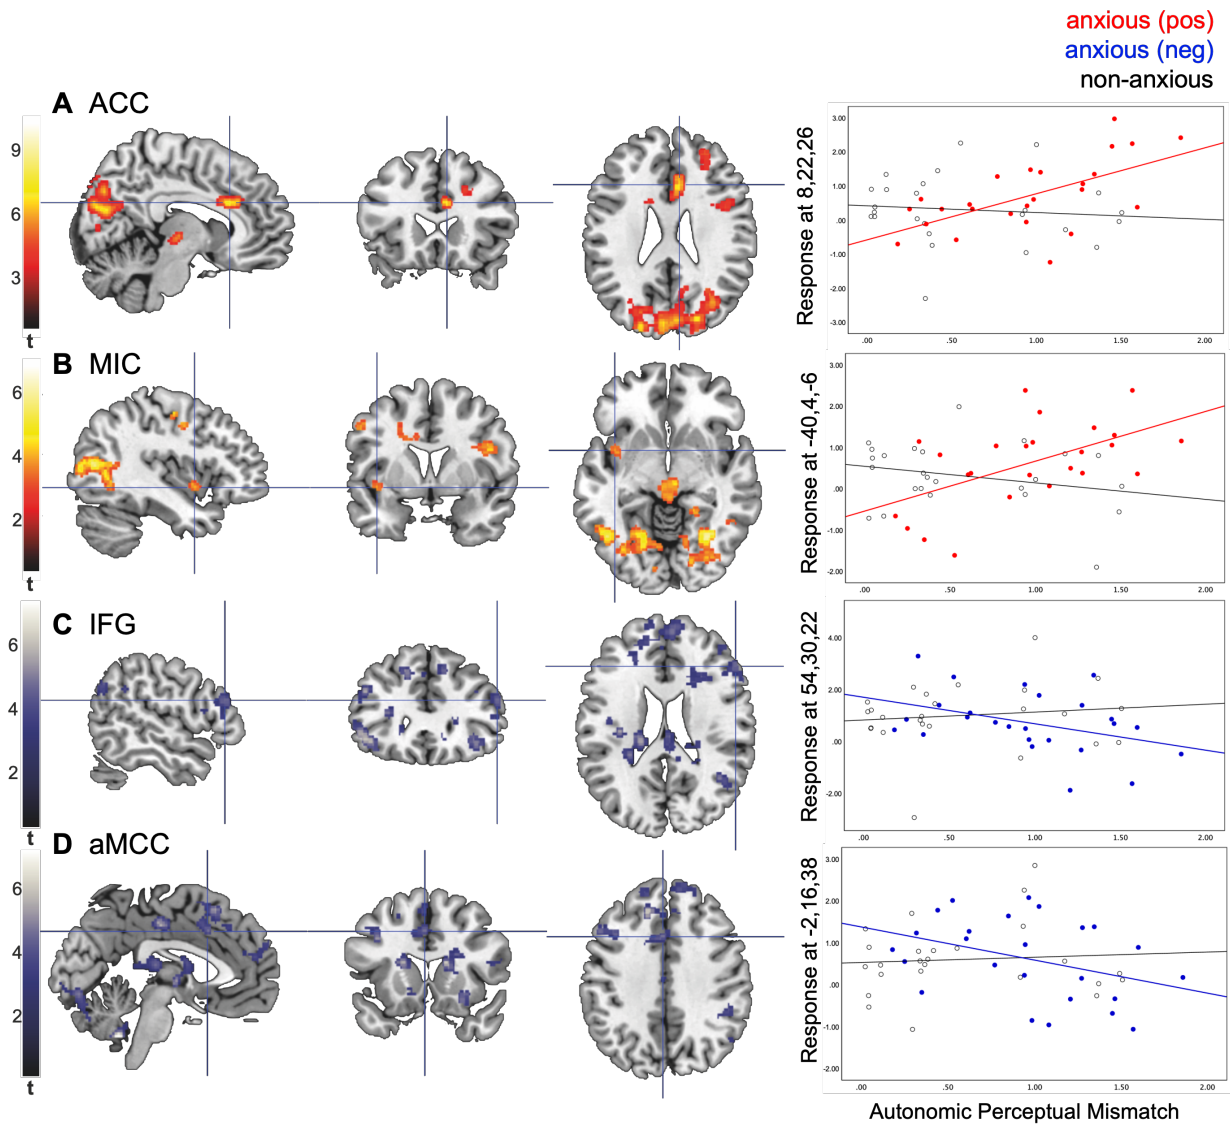 anxious (pos)
anxious (neg)
non-anxious
A ACC
9
6
3
t
Response at 8,22,26
3.00
2.00
1.00
.00
-1.00
-2.00
-3.00
.00 .50 1.00 1.50 2.00
B MIC
6
4
2
t
Response at -40,4,-6
3.00
2.00
1.00
.00
-1.00
-2.00
.00 .50 1.00 1.50 2.00
C IFG
6
4
2
t
Response at 54,30,22
4.00
2.00
.00
-2.00
.00 .50 1.00 1.50 2.00
D aMCC
6
4
2
t
Response at -2,16,38
3.00
2.00
1.00
.00
-1.00
-2.00
.00 .50 1.00 1.50 2.00
Autonomic Perceptual Mismatch